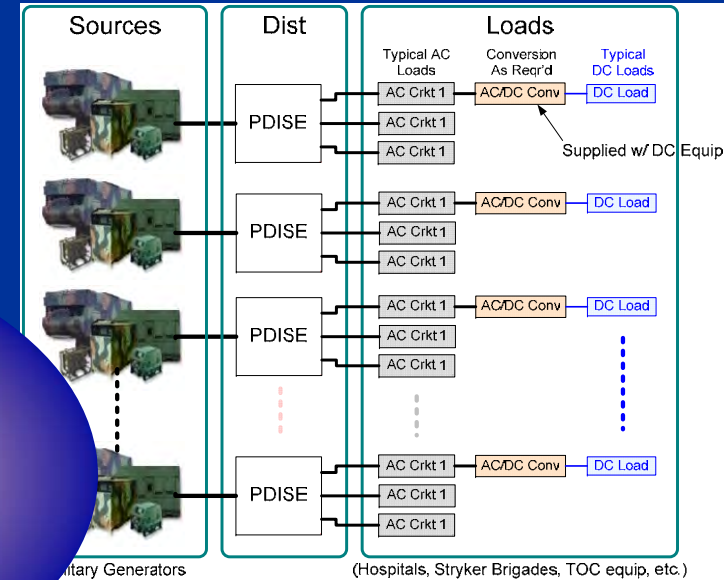 Sources
Dist
Loads
Typical AC
Loads
Conversion
As Reqr'd
Typical
DC Loads
PDISE
AC Crkt 1
AC/DC Conv
DC Load
AC Crkt 1
AC Crkt 1
Supplied w/ DC Equip
PDISE
AC Crkt 1
AC/DC Conv
DC Load
AC Crkt 1
AC Crkt 1
PDISE
AC Crkt 1
AC/DC Conv
DC Load
AC Crkt 1
AC Crkt 1
PDISE
AC Crkt 1
AC/DC Conv
DC Load
AC Crkt 1
AC Crkt 1
itary Generators
(Hospitals, Stryker Brigades, TOC equip, etc.)